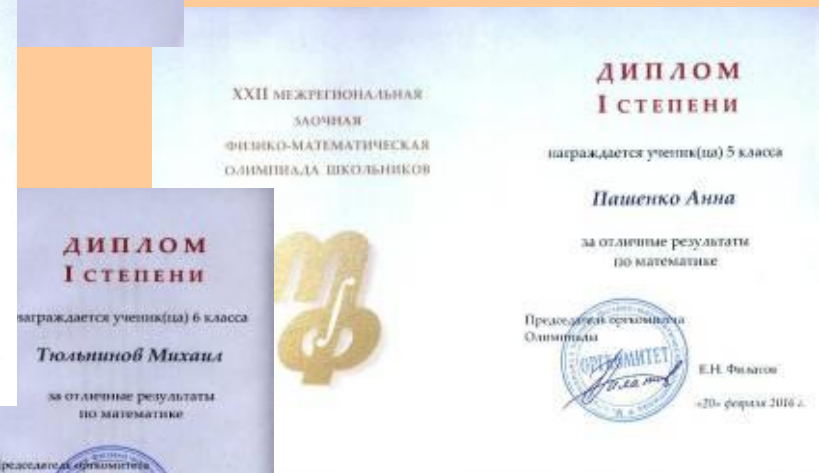 XXII МЕЖРЕГИОНАЛЬНАЯ
ЗАОЧНАЯ
ФИЗИКО-МАТЕМАТИЧЕСКАЯ
ОЛИМПИАДА ШКОЛЬНИКОВ
ДИПЛОМ
I СТЕПЕНИ
награждается ученик(ца) 5 класса
Пашенко Анна
за отличные результаты
по математике
Председатель оргкомитета
Олимпиады
ОРГКОМИТЕТ
Е.Н. Филатов
«20» февраля 2016 г.
ДИПЛОМ
I СТЕПЕНИ
награждается ученик(ца) 6 класса
Тюльпинов Михаил
за отличные результаты
по математике
Председатель оргкомитета